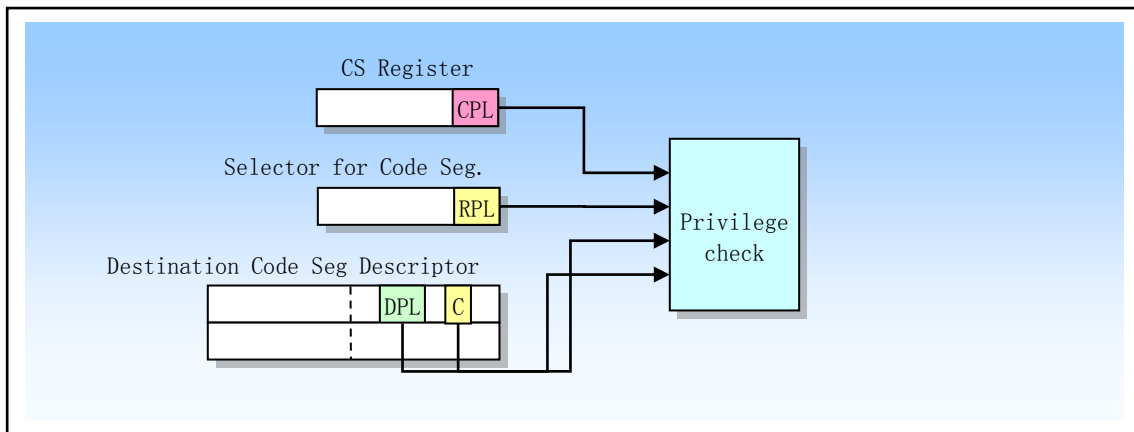 CS Register
CPL
Selector for Code Seg.
RPL
Privilege
check
Destination Code Seg Descriptor
DPL
C